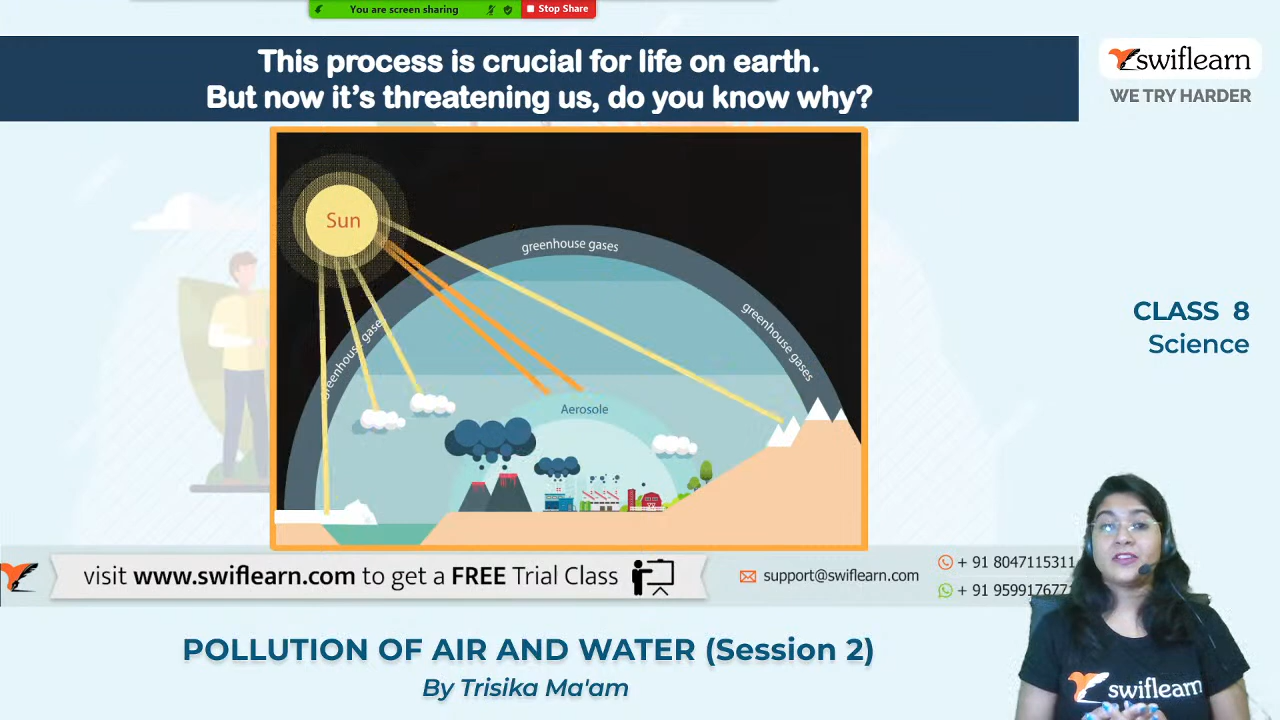 You are screen sharing
Stop Share
This process is crucial for life on earth.
But now it's threatening us, do you know why?
swiflearn
WE TRY HARDER
Sun
greenhouse gases
greenhouse gases
greenhouse gase
Aerosole
CLASS 8
Science
visit www.swiflearn.com to get a FREE Trial Class
support@swiflearn.com
+ 91 8047115311
+ 91 959917677
POLLUTION OF AIR AND WATER (Session 2)
By Trisika Ma'am
swiflearn